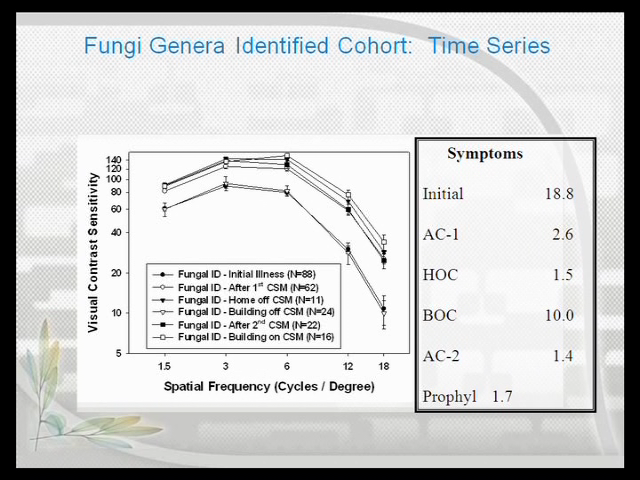 Fungi Genera Identified Cohort: Time Series
Visual Contrast Sensitivity
140
120
100
80
60
40
20
10
5
Fungal ID - Initial Illness (N=88)
Fungal ID - After 1st CSM (N=62)
Fungal ID - Home off CSM (N=11)
Fungal ID - Building off CSM (N=24)
Fungal ID - After 2nd CSM (N=22)
Fungal ID - Building on CSM (N=16)
1.5 3 6 12 18
Spatial Frequency (Cycles / Degree)
Symptoms
Initial 18.8
AC-1 2.6
HOC 1.5
BOC 10.0
AC-2 1.4
Prophyl 1.7